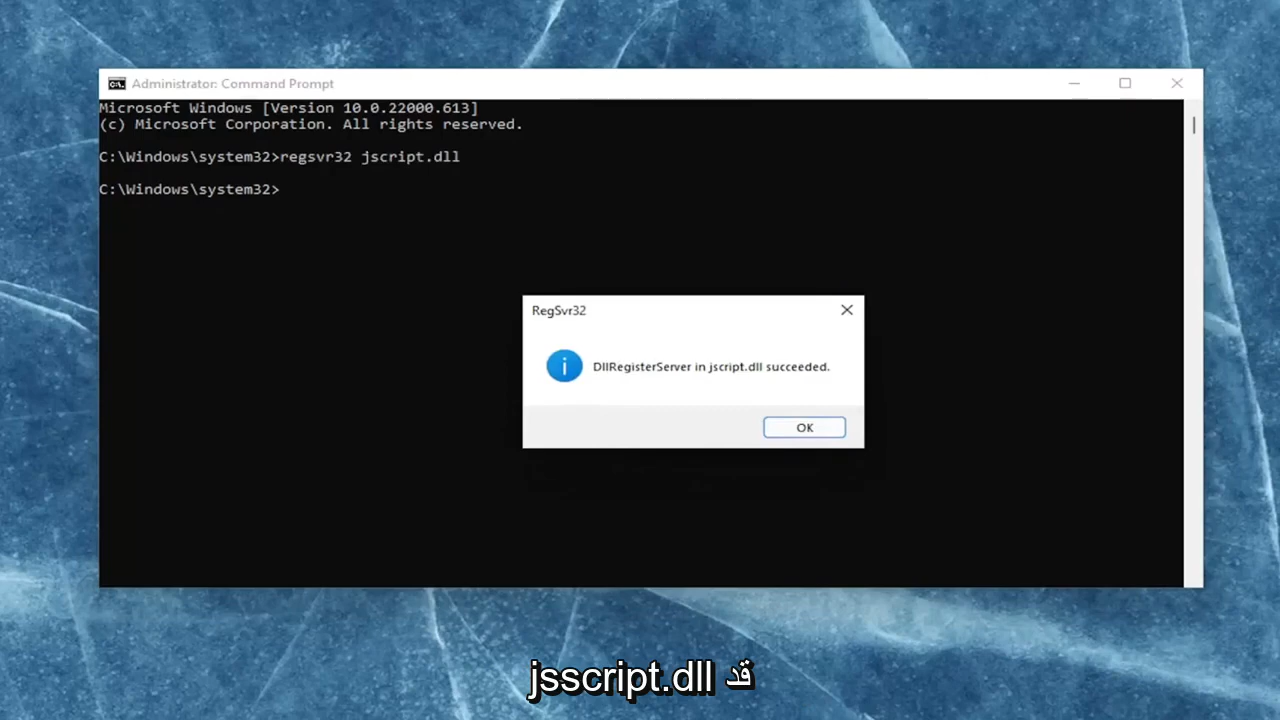 Administrator: Command Prompt
Microsoft Windows [Version 10.0.22000.613]
(c) Microsoft Corporation. All rights reserved.
C:\Windows\system32>regsvr32 jscript.dll
C:\Windows\system32>
RegSvr32
DllRegisterServer in jscript.dll succeeded.
OK
قد jsscript.dll